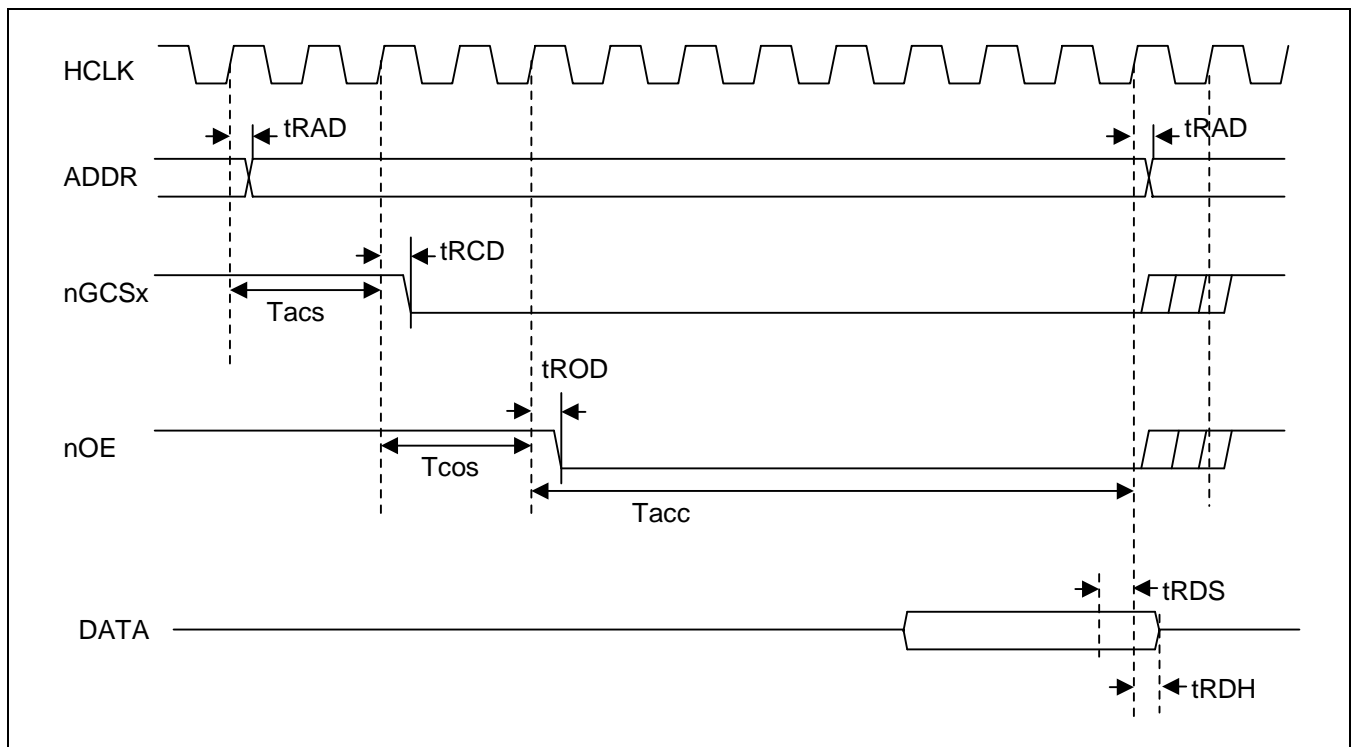 HCLK
tRAD
tRAD
ADDR
tRCD
nGCSx
Tacs
tROD
nOE
Tcos
Tacc
tRDS
DATA
tRDH